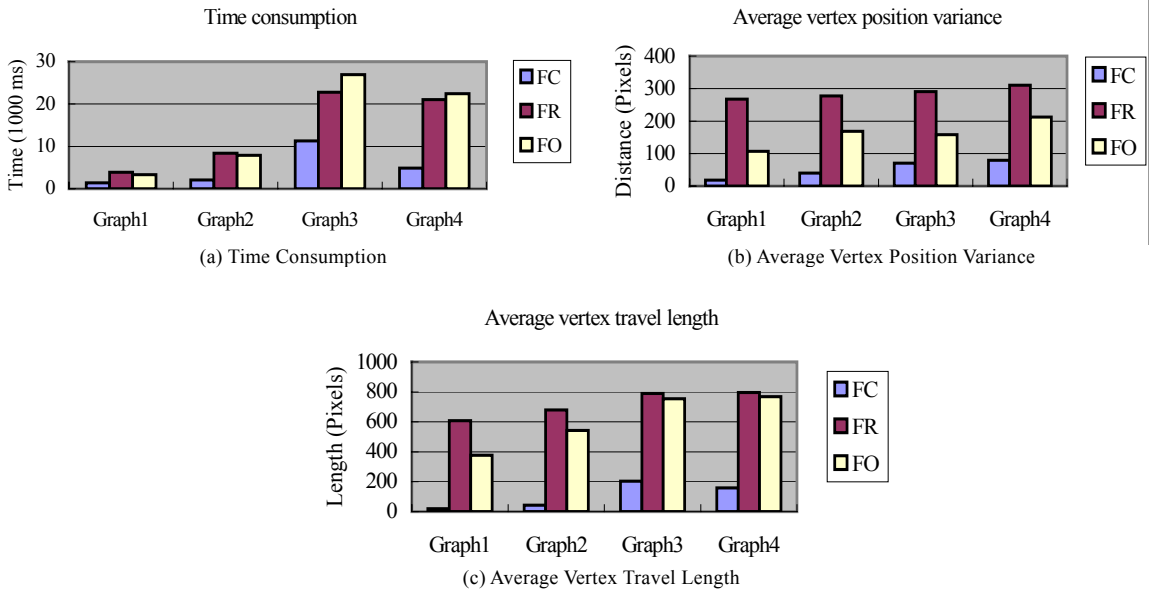 Time consumption
Time (1000 ms)
30
20
10
0
Graph1 Graph2 Graph3 Graph4
FC
FR
FO
(a) Time Consumption
Average vertex position variance
Distance (Pixels)
400
300
200
100
0
Graph1 Graph2 Graph3 Graph4
FC
FR
FO
(b) Average Vertex Position Variance
Average vertex travel length
Length (Pixels)
1000
800
600
400
200
0
Graph1 Graph2 Graph3 Graph4
FC
FR
FO
(c) Average Vertex Travel Length